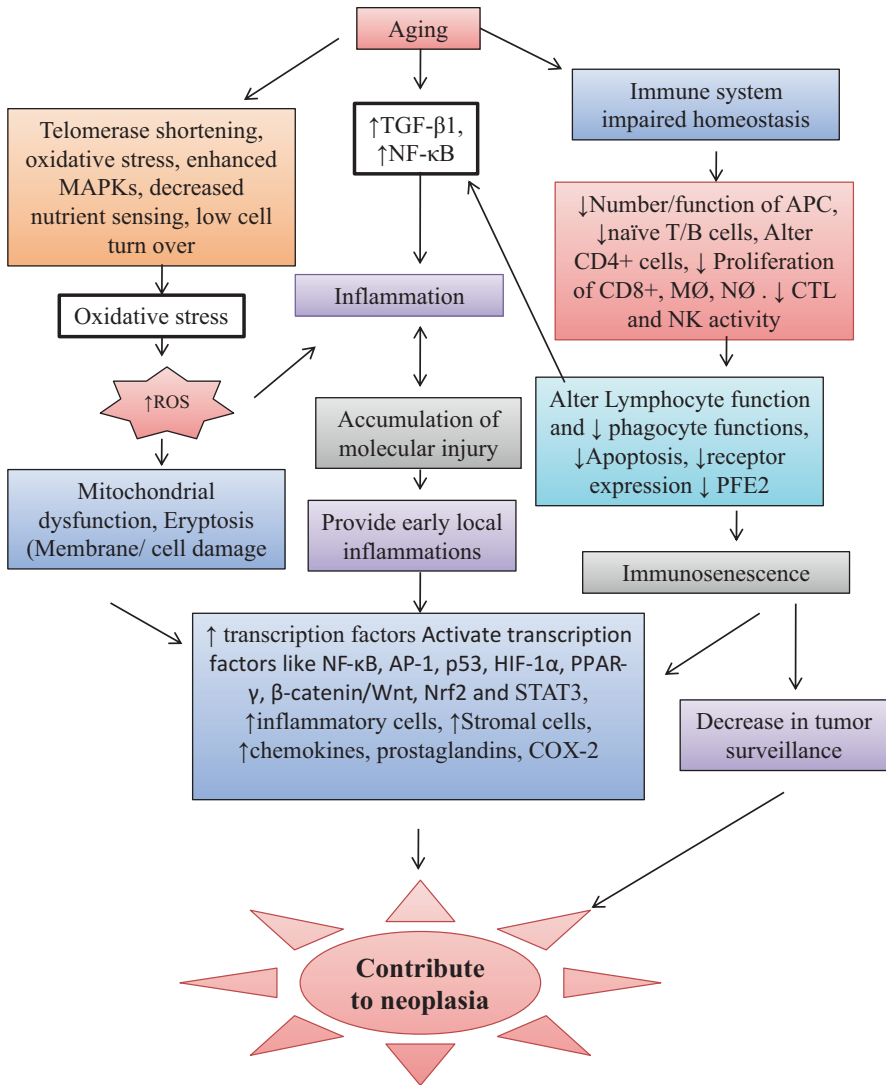 Aging
Telomerase shortening,
oxidative stress, enhanced
MAPKs, decreased
nutrient sensing, low cell
turn over
↑TGF-β1,
↑NF-κB
Immune system
impaired homeostasis
↓Number/function of APC,
↓naïve T/B cells, Alter
CD4+ cells, ↓ Proliferation
of CD8+, MØ, NØ . ↓ CTL
and NK activity
Oxidative stress
Inflammation
↑ROS
Accumulation of
molecular injury
Alter Lymphocyte function
and ↓ phagocyte functions,
↓Apoptosis, ↓receptor
expression ↓ PFE2
Mitochondrial
dysfunction, Eryptosis
(Membrane/ cell damage
Provide early local
inflammations
Immunosenescence
↑ transcription factors Activate transcription
factors like NF-κB, AP-1, p53, HIF-1α, PPAR-
γ, β-catenin/Wnt, Nrf2 and STAT3,
↑inflammatory cells, ↑Stromal cells,
↑chemokines, prostaglandins, COX-2
Decrease in tumor
surveillance
Contribute
to neoplasia